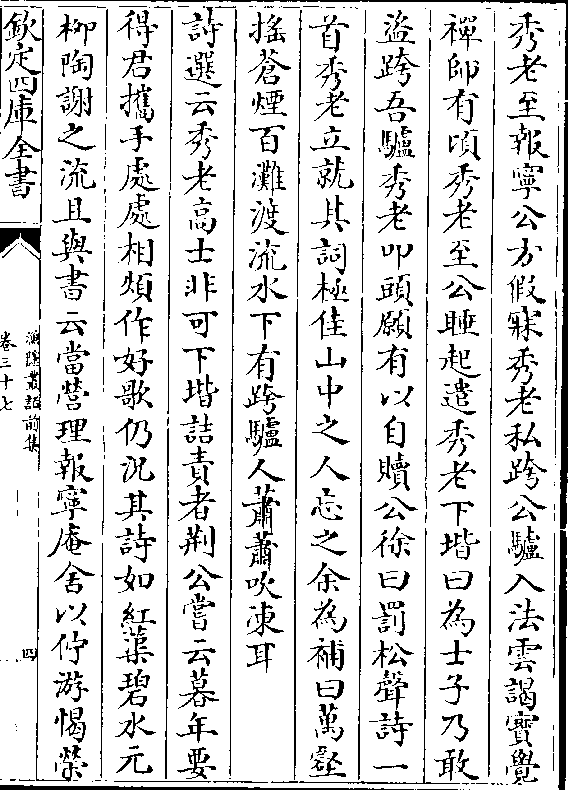 秀老至報寧公方假寐秀老私跨公驢入法雲謁寶覺
禪師有頃秀老至公睡起遣秀老下堦曰為士子乃敢
盜跨吾驢秀老叩頭願有以自贖公徐曰罰松聲詩一
首秀老立就其詞極佳山中之人忘之余為補曰萬壑
搖蒼煙百灘渡流水下有跨驢人蕭蕭吹凍耳
詩選云秀老高士非可下堦詰責者荆公嘗云暮年要
得君攜手處處相煩作好歌仍況其詩如紅蕖碧水元
柳陶謝之流且與書云當營理報寧庵舍以佇游愒榮
欽定四庫全書
漁隱叢話前集
卷三十七
四